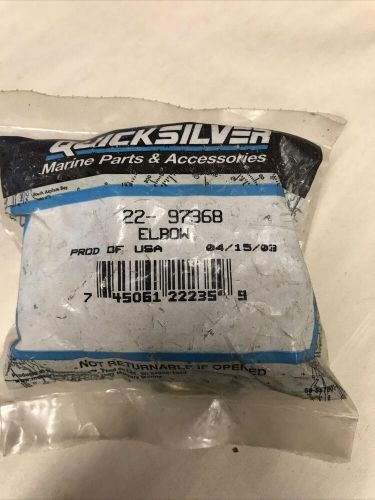 QUICKSILVER
Marine Parts & Accessories
22- 97368
ELBOW
PROD OF USA 04/15/03
7 45061 22235 9
NOT RETURNABLE IF OPENED